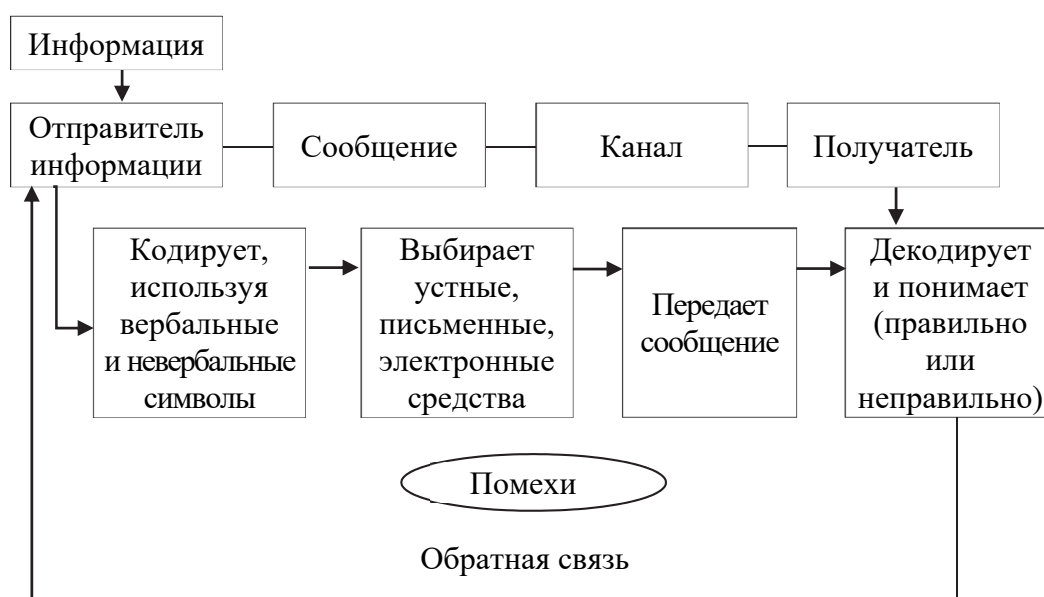 Информация
Отправитель
информации
Сообщение
Канал
Получатель
Кодирует,
используя
вербальные
и невербальные
символы
Выбирает
устные,
письменные,
электронные
средства
Передает
сообщение
Декодирует
и понимает
(правильно
или
неправильно)
Помехи
Обратная связь